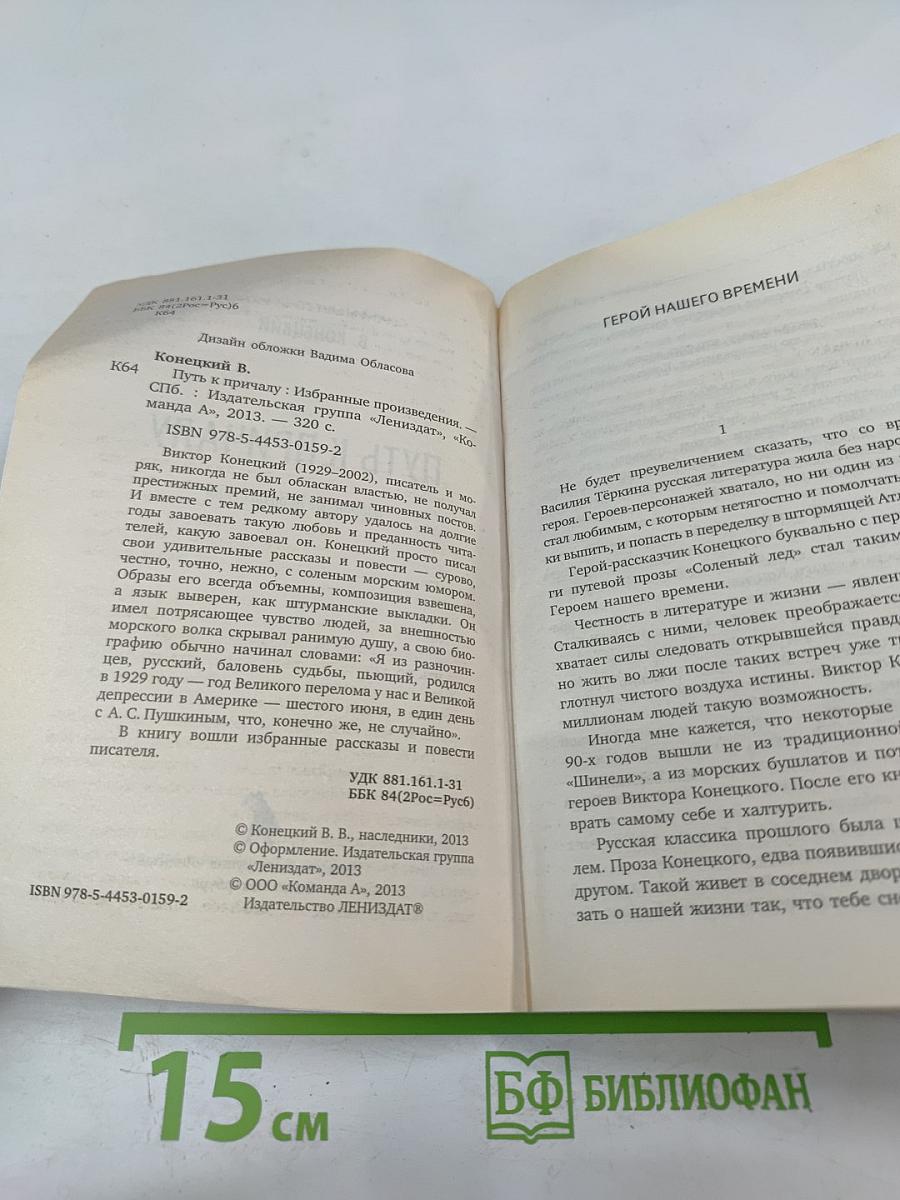 УДК 881.161.1-31
ББК 84(2Рос=Рус)6
К64
Дизайн обложки Вадима Обласова
Конецкий В.
К64 Путь к причалу : Избранные произведения. —
СПб. : Издательская группа «Лениздат», «Ко-
манда А», 2013. — 320 с.
ISBN 978-5-4453-0159-2
Виктор Конецкий (1929–2002), писатель и мо-
ряк, никогда не был обласкан властью, не получал
престижных премий, не занимал чиновных постов.
И вместе с тем редкому автору удалось на долгие
годы завоевать такую любовь и преданность чита-
телей, какую завоевал он. Конецкий просто писал
свои удивительные рассказы и повести — сурово,
честно, точно, нежно, с соленым морским юмором.
Образы его всегда объемны, композиция взвешена,
а язык выверен, как штурманские выкладки. Он
имел потрясающее чувство людей, за внешностью
морского волка скрывал ранимую душу, а свою био-
графию обычно начинал словами: «Я из разночин-
цев, русский, баловень судьбы, пьющий, родился
в 1929 году — год Великого перелома у нас и Великой
депрессии в Америке — шестого июня, в един день
с А. С. Пушкиным, что, конечно же, не случайно».
В книгу вошли избранные рассказы и повести
писателя.
УДК 881.161.1-31
ББК 84(2Рос=Рус6)
© Конецкий В. В., наследники, 2013
© Оформление. Издательская группа
«Лениздат», 2013
© ООО «Команда А», 2013
Издательство ЛЕНИЗДАТ®
ISBN 978-5-4453-0159-2
ГЕРОЙ НАШЕГО ВРЕМЕНИ
1
Не будет преувеличением сказать, что со вр
Василия Тёркина русская литература жила без наро
героя. Героев-персонажей хватало, но ни один из
стал любимым, с которым нетягостно и помолчать
ки выпить, и попасть в переделку в штормящей Атл
Герой-рассказчик Конецкого буквально с пер
ги путевой прозы «Соленый лед» стал таким
Героем нашего времени.
Честность в литературе и жизни — явлен
Сталкиваясь с ними, человек преображается
хватает силы следовать открывшейся правд
но жить во лжи после таких встреч уже т
глотнул чистого воздуха истины. Виктор К
миллионам людей такую возможность.
Иногда мне кажется, что некоторые
90-х годов вышли не из традиционной
«Шинели», а из морских бушлатов и пот
героев Виктора Конецкого. После его кн
врать самому себе и халтурить.
Русская классика прошлого была
лем. Проза Конецкого, едва появившис
другом. Такой живет в соседнем двор
зать о нашей жизни так, что тебе сн
15 см
БФ БИБЛИОФАН